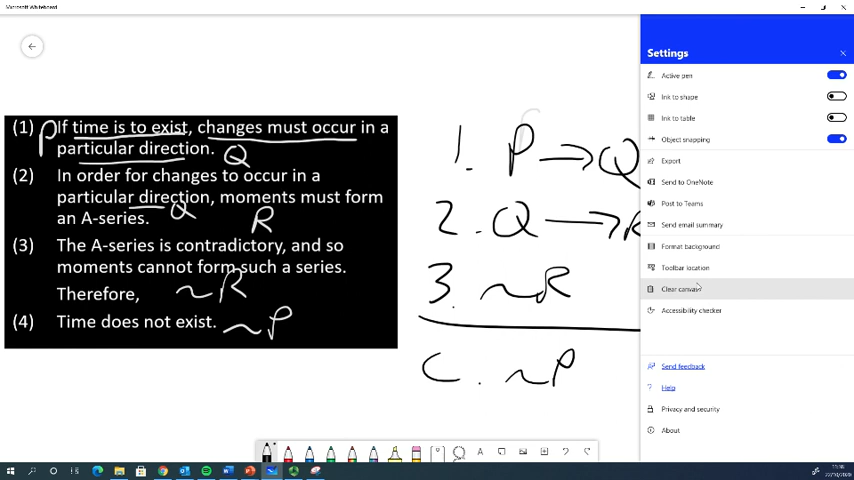 Microsoft Whiteboard
(1) P If time is to exist, changes must occur in a
particular direction. Q
(2) In order for changes to occur in a
particular direction, moments must form Q
an A-series. R
(3) The A-series is contradictory, and so
moments cannot form such a series.
Therefore, ~R
(4) Time does not exist. ~P
1. P → Q
2. Q → R
3. ~R
C. ~P
Settings
Active pen
Ink to shape
Ink to table
Object snapping
Export
Send to OneNote
Post to Teams
Send email summary
Format background
Toolbar location
Clear canvas
Accessibility checker
Send feedback
Help
Privacy and security
About